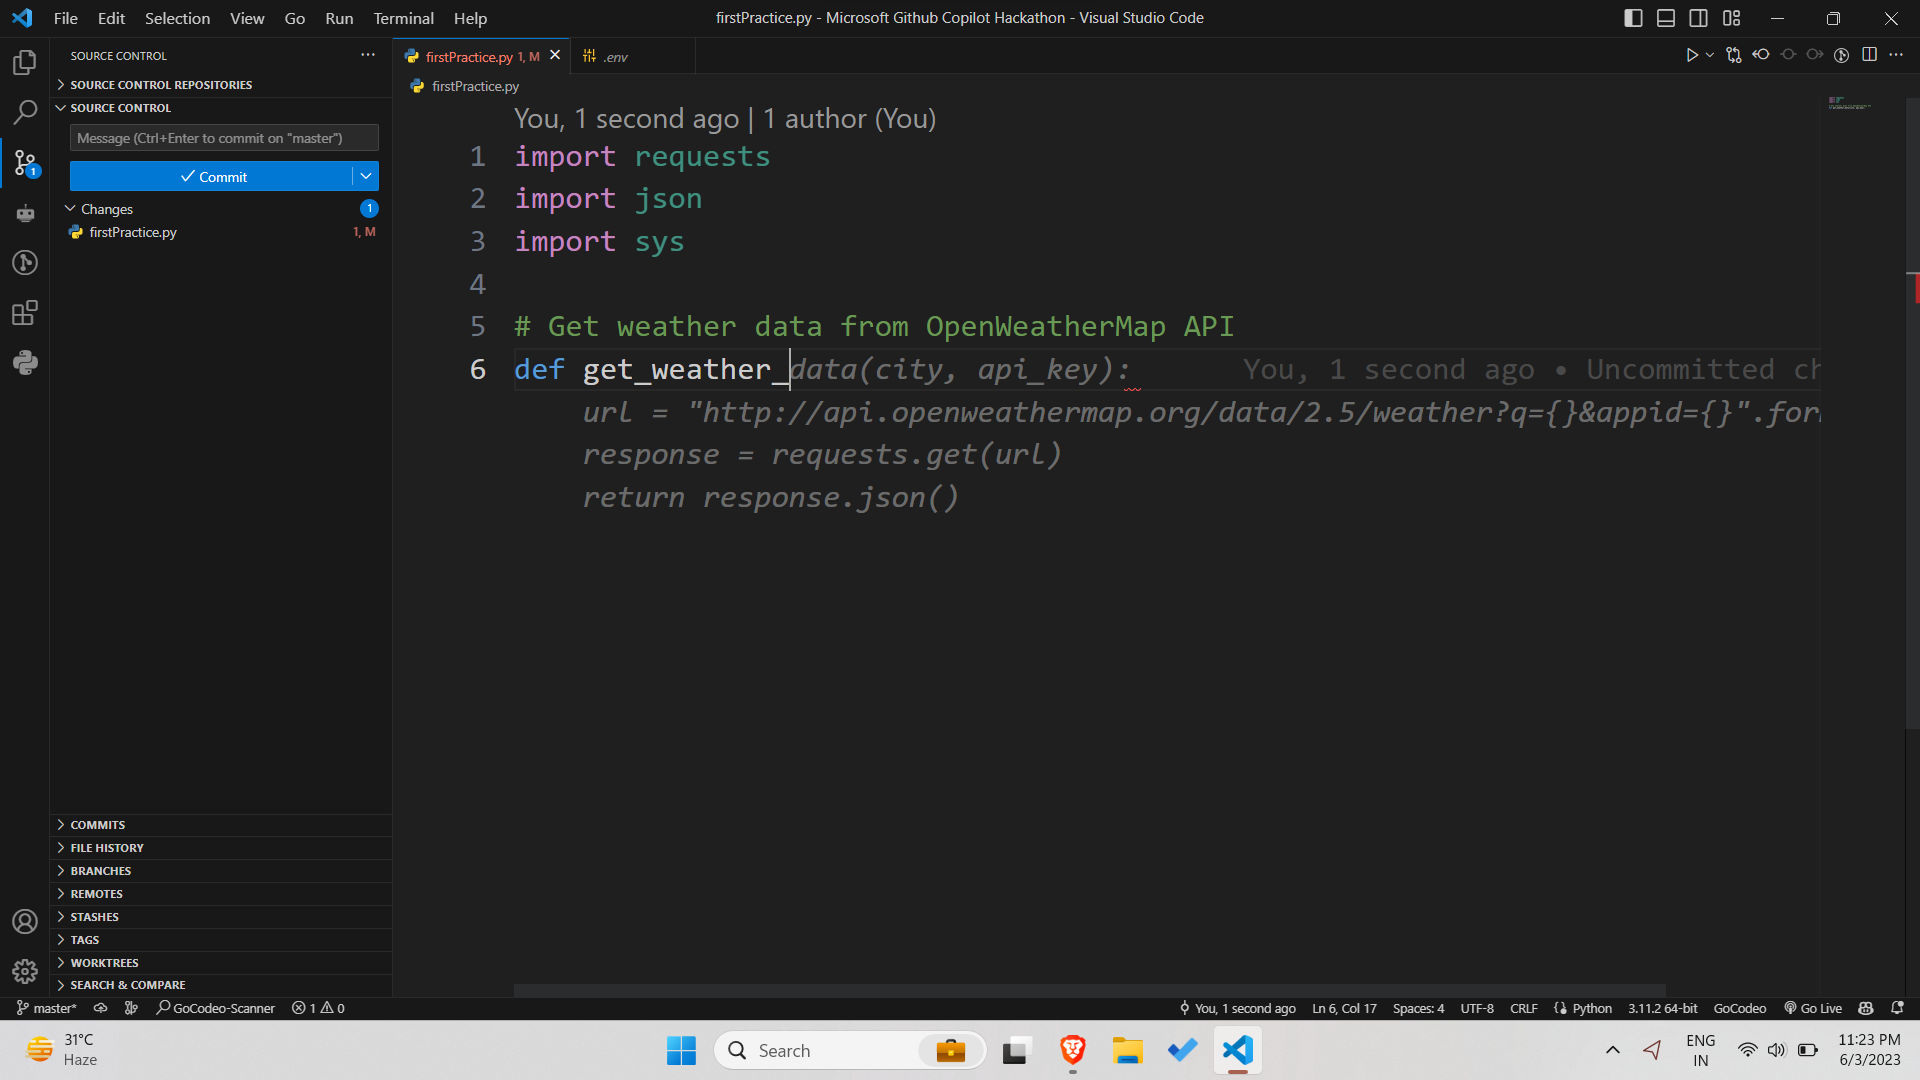 File Edit Selection View Go Run Terminal Help
firstPractice.py - Microsoft Github Copilot Hackathon - Visual Studio Code
SOURCE CONTROL
SOURCE CONTROL REPOSITORIES
SOURCE CONTROL
Message (Ctrl+Enter to commit on "master")
Commit
Changes 1
firstPractice.py 1, M
1
COMMITS
FILE HISTORY
BRANCHES
REMOTES
STASHES
TAGS
WORKTREES
SEARCH & COMPARE
firstPractice.py 1, M
.env
firstPractice.py
You, 1 second ago | 1 author (You)
1 import requests
2 import json
3 import sys
4
5 # Get weather data from OpenWeatherMap API
6 def get_weather_data(city, api_key): You, 1 second ago • Uncommitted ch
url = "http://api.openweathermap.org/data/2.5/weather?q={}&appid={}".for
response = requests.get(url)
return response.json()
master* GoCodeo-Scanner 1 0 You, 1 second ago Ln 6, Col 17 Spaces: 4 UTF-8 CRLF Python 3.11.2 64-bit GoCodeo Go Live
31°C
Haze
Search
ENG
IN
11:23 PM
6/3/2023